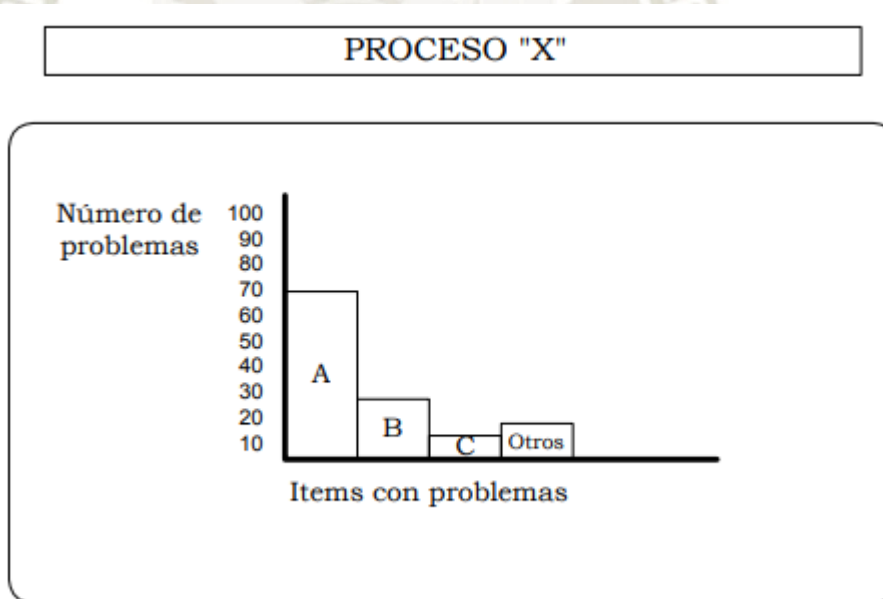 PROCESO "X"
Número de
problemas
100
90
80
70
60
50
40
30
20
10
A
B
C
Otros
Items con problemas